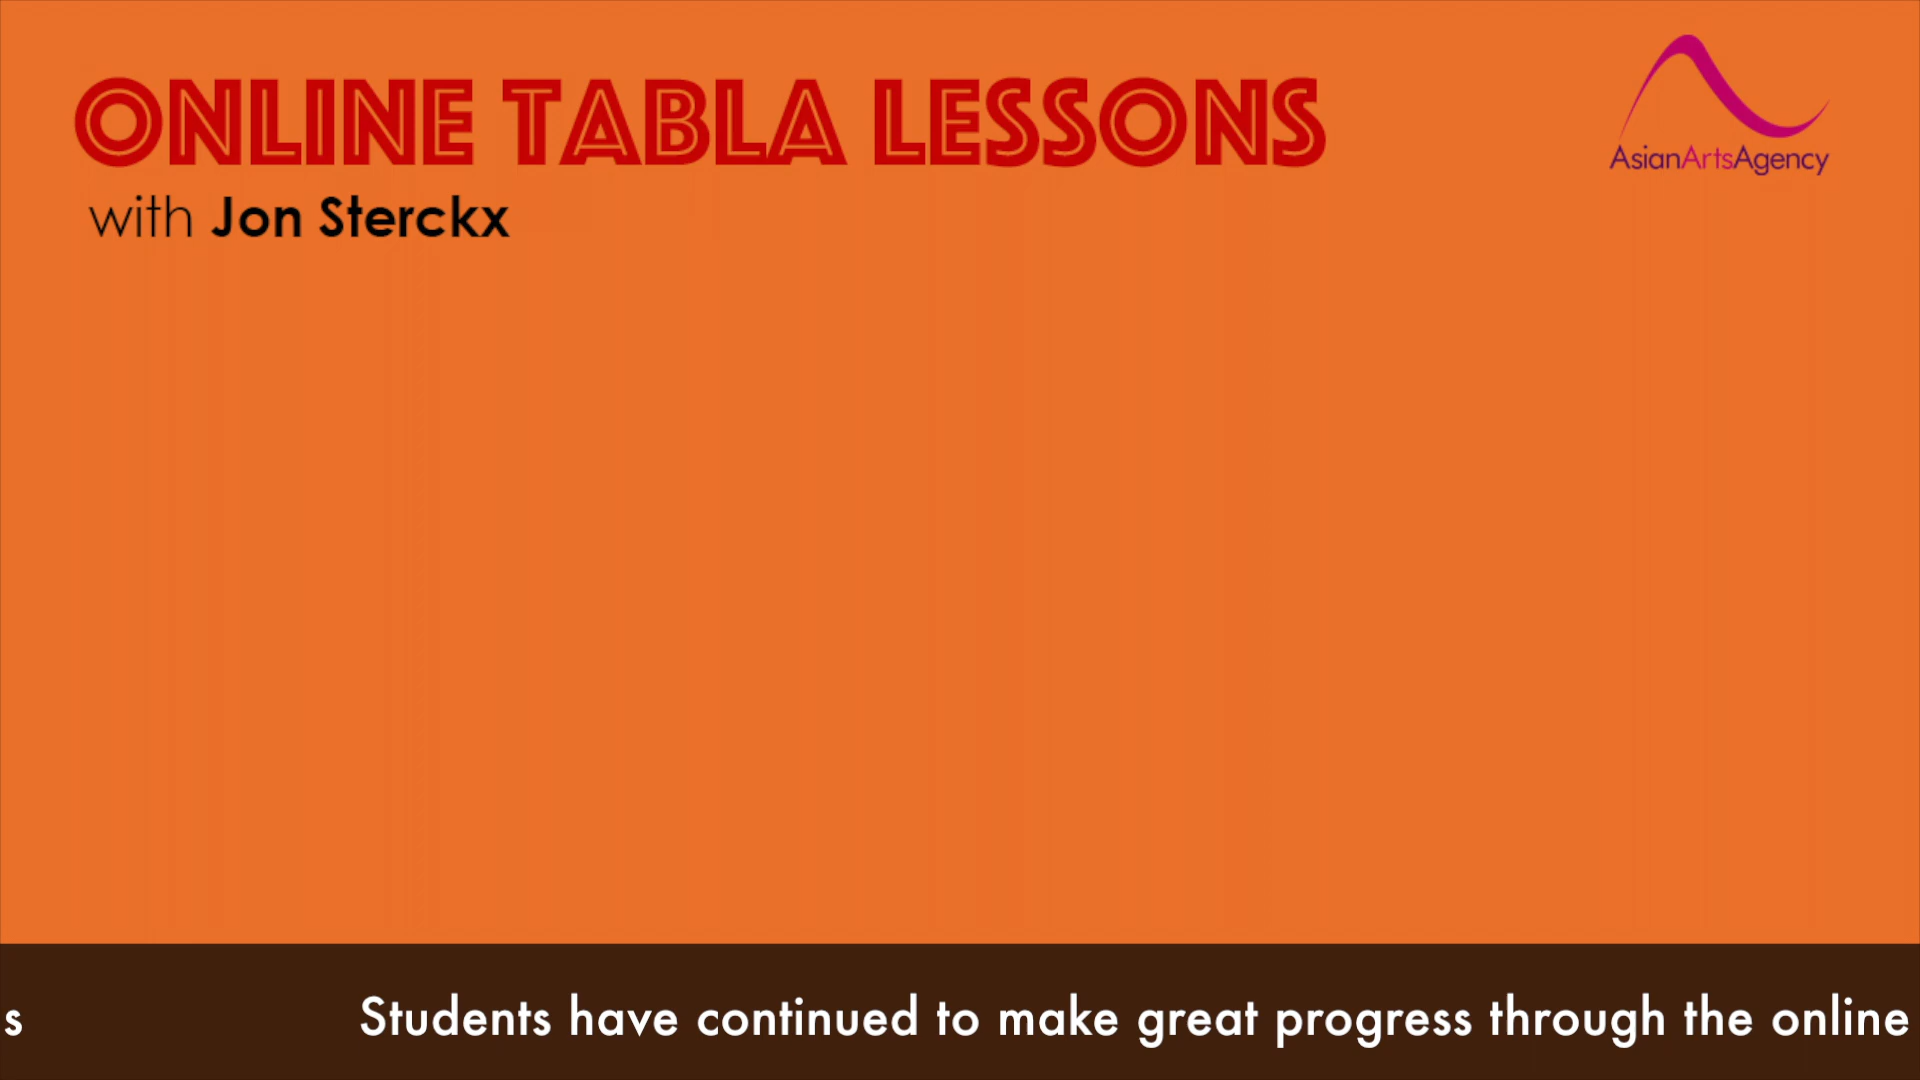 ONLINE TABLA LESSONS
with Jon Sterckx
AsianArtsAgency
s Students have continued to make great progress through the online